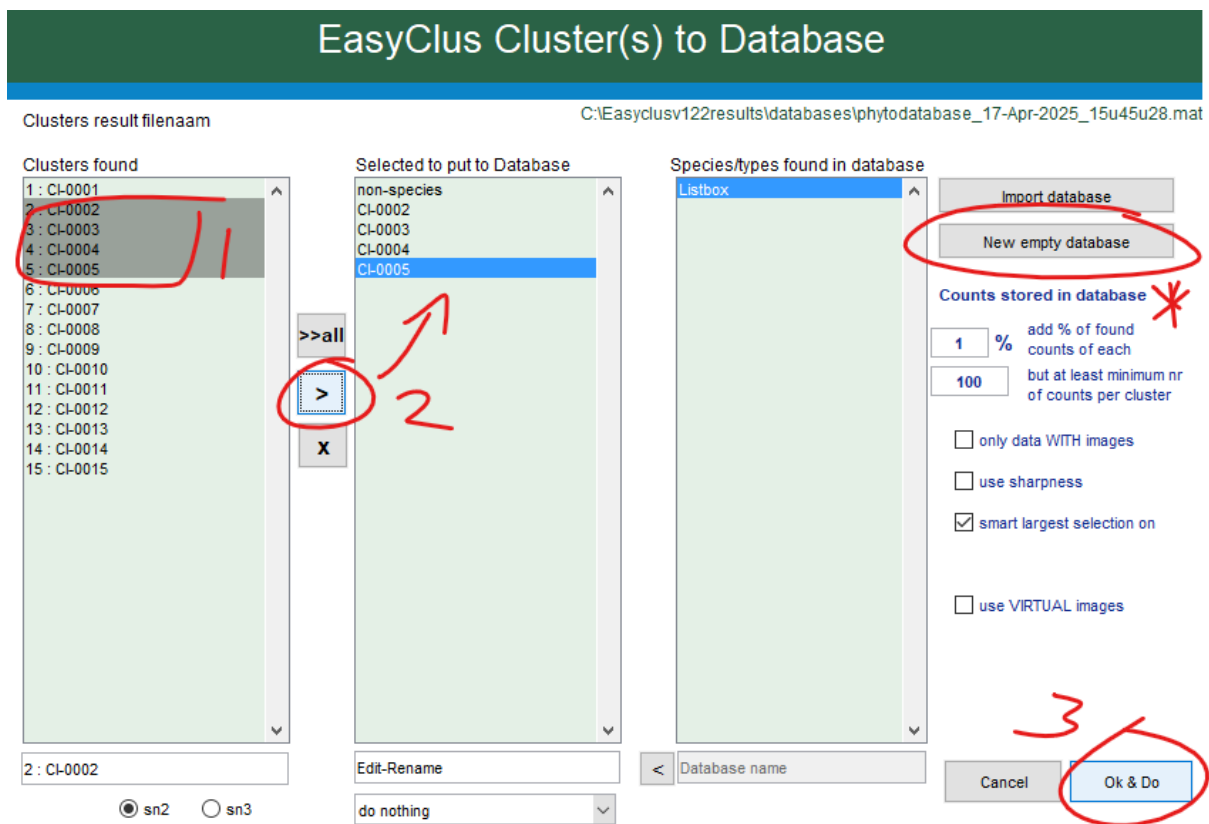 EasyClus Cluster(s) to Database
Clusters result filenaam
C:\Easyclusv122results\databases\phytodatabase_17-Apr-2025_15u45u28.mat
Clusters found
1 : Cl-0001
2 : Cl-0002
3 : Cl-0003
4 : Cl-0004
5 : Cl-0005
6 : Cl-0006
7 : Cl-0007
8 : Cl-0008
9 : Cl-0009
10 : Cl-0010
11 : Cl-0011
12 : Cl-0012
13 : Cl-0013
14 : Cl-0014
15 : Cl-0015
2 : Cl-0002
sn2
sn3
1
>>all
>
x
2
Selected to put to Database
non-species
Cl-0002
Cl-0003
Cl-0004
Cl-0005
Edit-Rename
do nothing
Species/types found in database
Listbox
<
Database name
Import database
New empty database
*
Counts stored in database
1 %
add % of found
counts of each
100
but at least minimum nr
of counts per cluster
only data WITH images
use sharpness
smart largest selection on
use VIRTUAL images
3
Cancel
Ok & Do